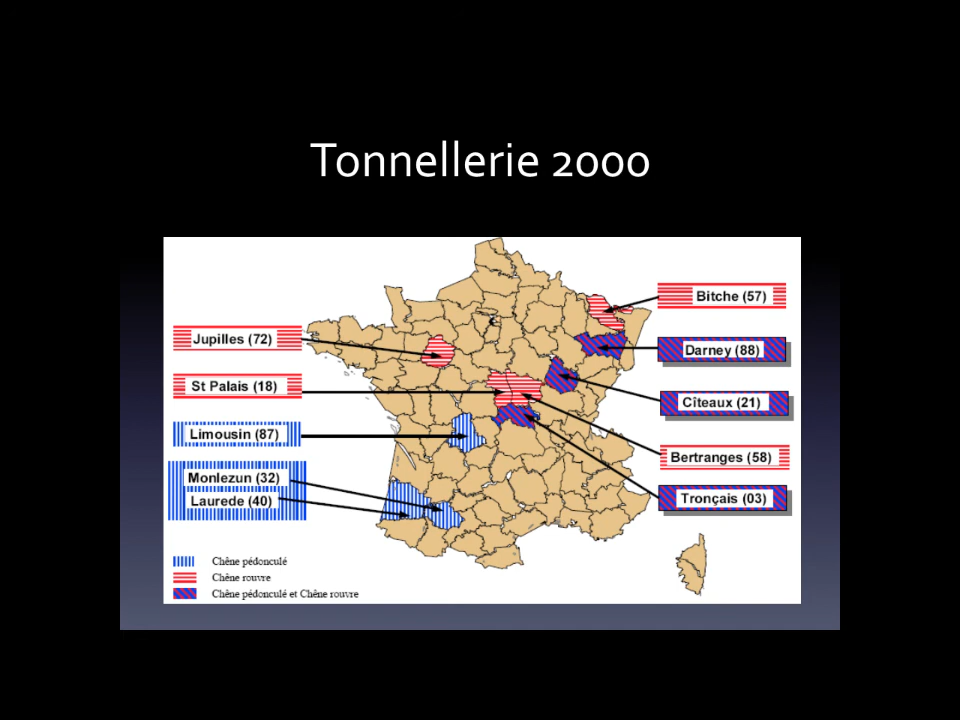 Tonnellerie 2000
Bitche (57)
Jupilles (72)
Darney (88)
St Palais (18)
Cîteaux (21)
Limousin (87)
Bertranges (58)
Monlezun (32)
Tronçais (03)
Laurede (40)
Chêne pédonculé
Chêne rouvre
Chêne pédonculé et Chêne rouvre